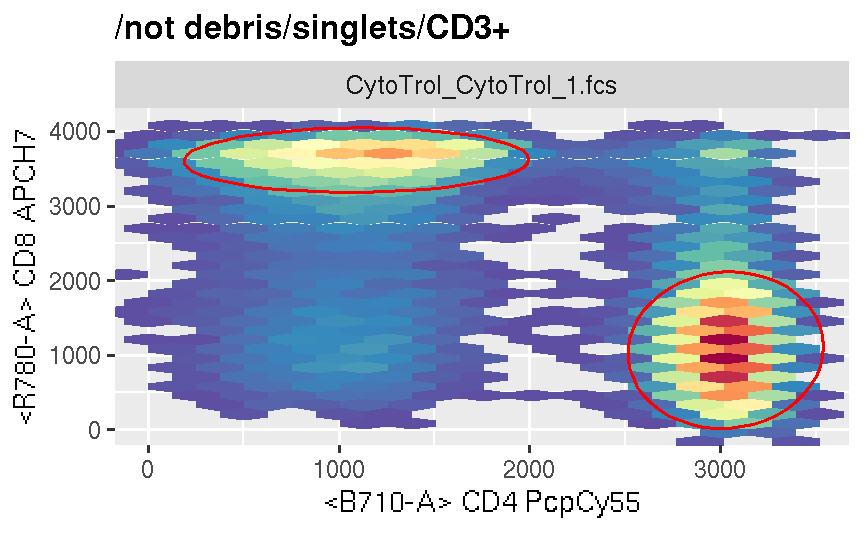 /not debris/singlets/CD3+
CytoTrol_CytoTrol_1.fcs
<R780-A> CD8 APCH7
4000
3000
2000
1000
0
0 1000 2000 3000
<B710-A> CD4 PcpCy55